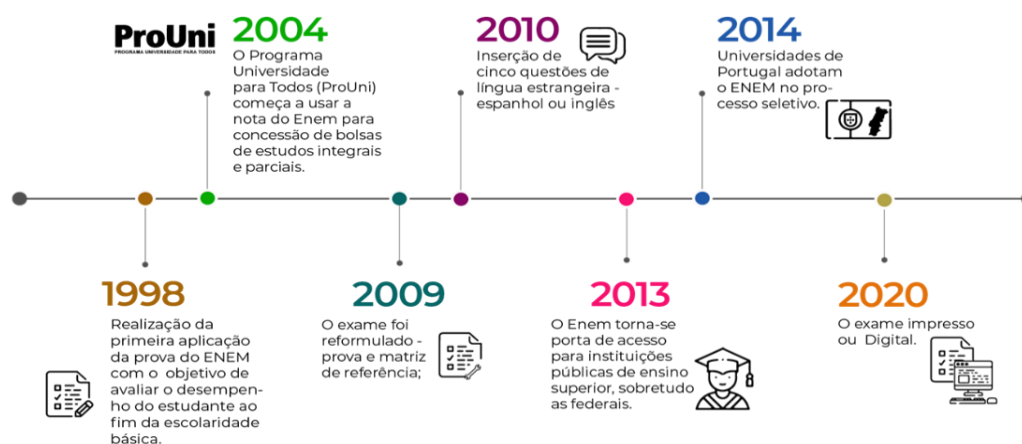 ProUni
PROGRAMA UNIVERSIDADE PARA TODOS
2004
O Programa
Universidade
para Todos (ProUni)
começa a usar a
nota do Enem para
concessão de bolsas
de estudos integrais
e parciais.
2010
Inserção de
cinco questões de
língua estrangeira -
espanhol ou inglês
2014
Universidades de
Portugal adotam
o ENEM no pro-
cesso seletivo.
1998
Realização da
primeira aplicação
da prova do ENEM
com o objetivo de
avaliar o desempen-
ho do estudante ao
fim da escolaridade
básica.
2009
O exame foi
reformulado -
prova e matriz
de referência;
2013
O Enem torna-se
porta de acesso
para instituições
públicas de ensino
superior, sobretudo
as federais.
2020
O exame impresso
ou Digital.